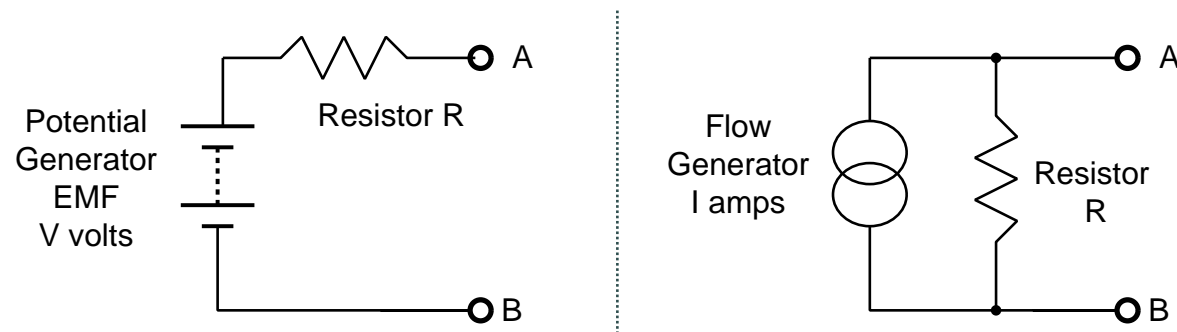 A
Resistor R
Potential
Generator
EMF
V volts
B
A
Flow
Generator
I amps
Resistor
R
B